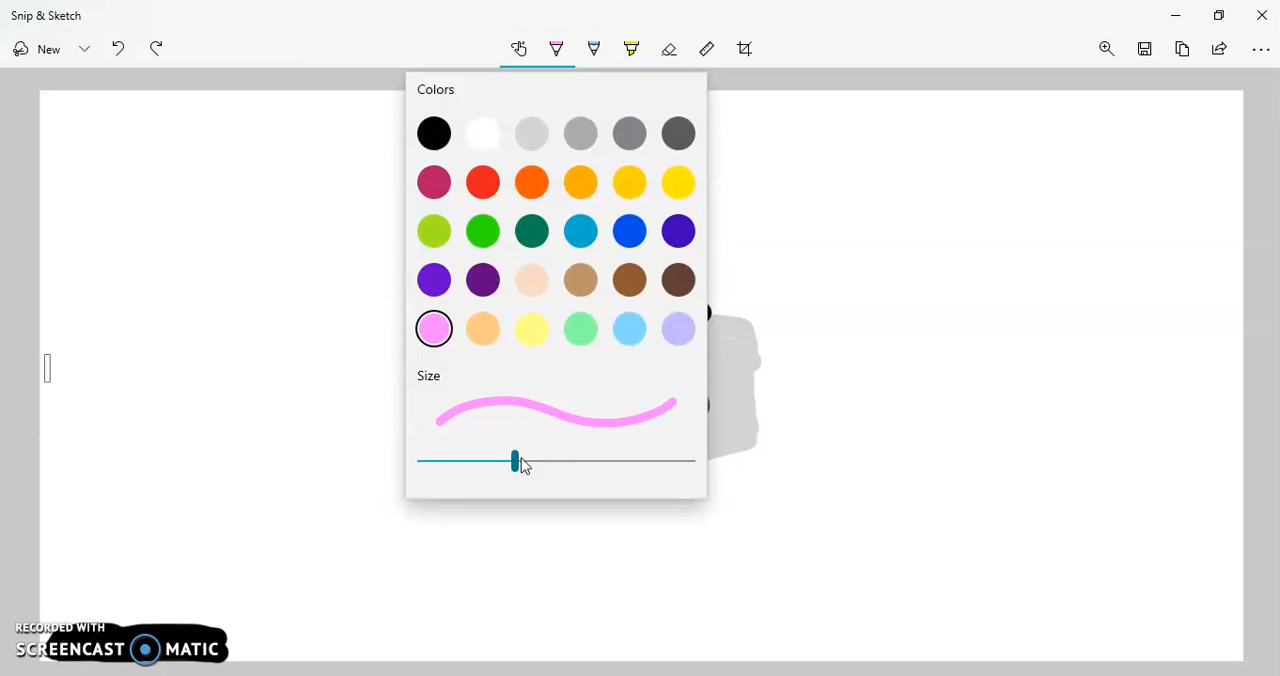 Snip & Sketch
New
Colors
Size
RECORDED WITH
SCREENCAST MATIC